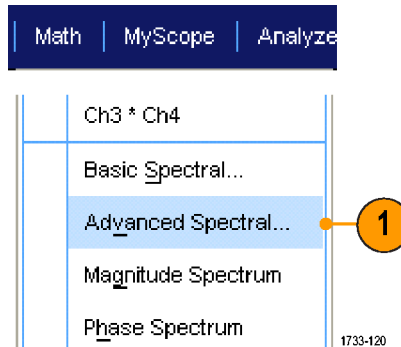 Math | MyScope | Analyze
Ch3 * Ch4
Basic Spectral...
Advanced Spectral... 1
Magnitude Spectrum
Phase Spectrum
1733-120